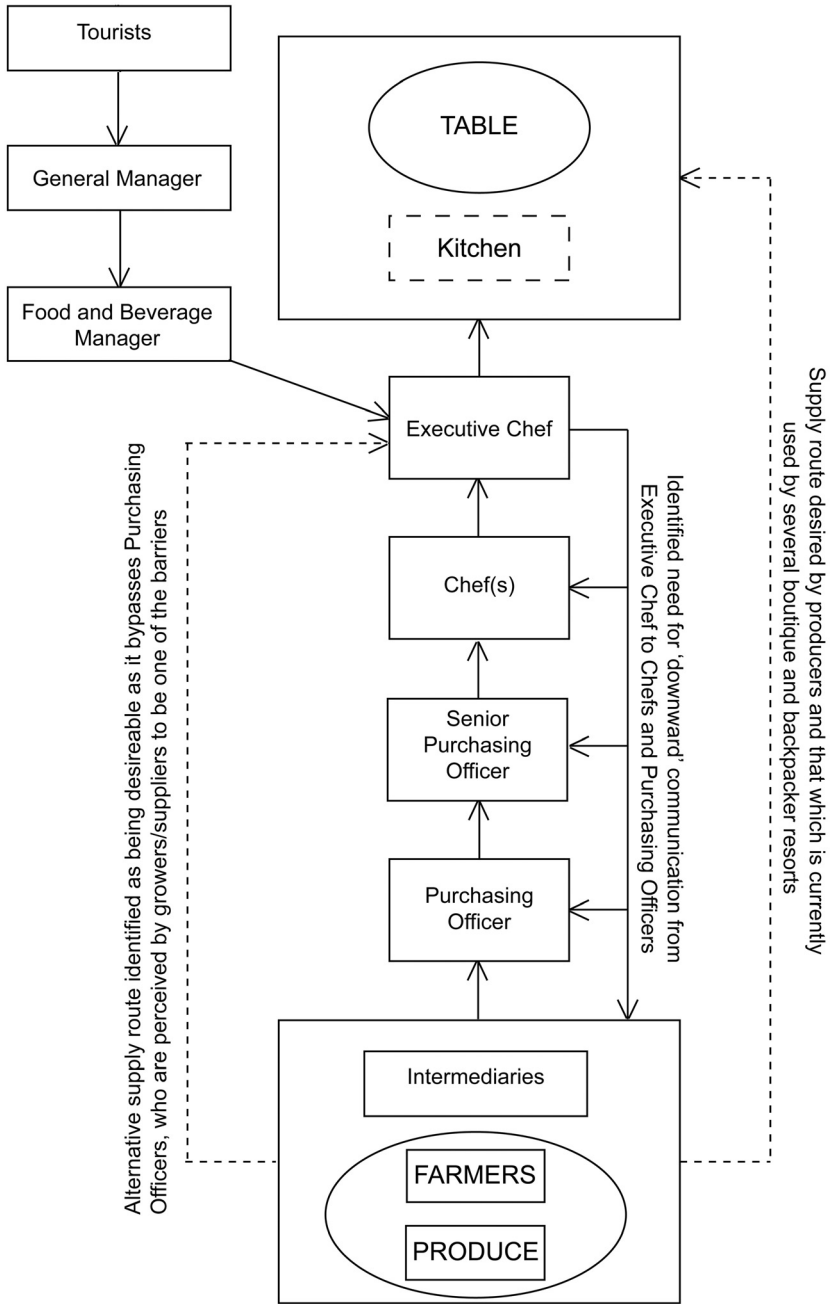 Tourists
General Manager
Food and Beverage
Manager
TABLE
Kitchen
Executive Chef
Chef(s)
Senior
Purchasing
Officer
Purchasing
Officer
Intermediaries
FARMERS
PRODUCE
Alternative supply route identified as being desireable as it bypasses Purchasing
Officers, who are perceived by growers/suppliers to be one of the barriers
Identified need for ‘downward’ communication from
Executive Chef to Chefs and Purchasing Officers
Supply route desired by producers and that which is currently
used by several boutique and backpacker resorts